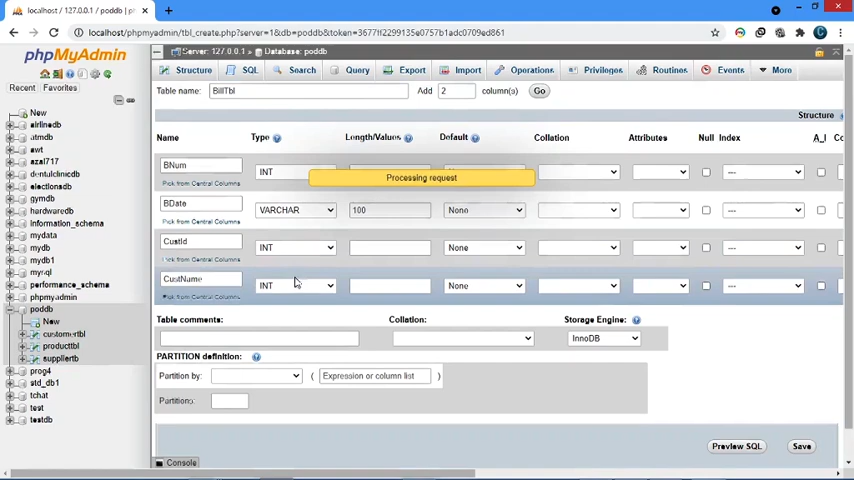 localhost / 127.0.0.1 / poddb / ×
localhost/phpmyadmin/tbl_create.php?server=1&db=poddb&token=3677ff2299135e0757b1adc0709ed861
phpMyAdmin
Recent Favorites
New
airlinedb
atmdb
awt
azal717
dentalclinicdb
elections­db
gymdb
hardwaredb
information_schema
mydata
mydb
mydb1
mysql
performance_schema
phpmyadmin
poddb
New
customertbl
producttbl
suppliertb
prog4
std_db1
tchat
test
testdb
Server: 127.0.0.1 » Database: poddb
Structure SQL Search Query Export Import Operations Privileges Routines Events More
Table name: BillTbl Add 2 column(s) Go
Structure
Name Type Length/Values Default Collation Attributes Null Index A_I
BNum INT ---
Pick from Central Columns
Processing request
BDate VARCHAR 100 None ---
Pick from Central Columns
CustId INT None ---
Pick from Central Columns
CustName INT None ---
Pick from Central Columns
Table comments: Collation: Storage Engine:
InnoDB
PARTITION definition:
Partition by: ( Expression or column list )
Partitions:
Preview SQL Save
Console